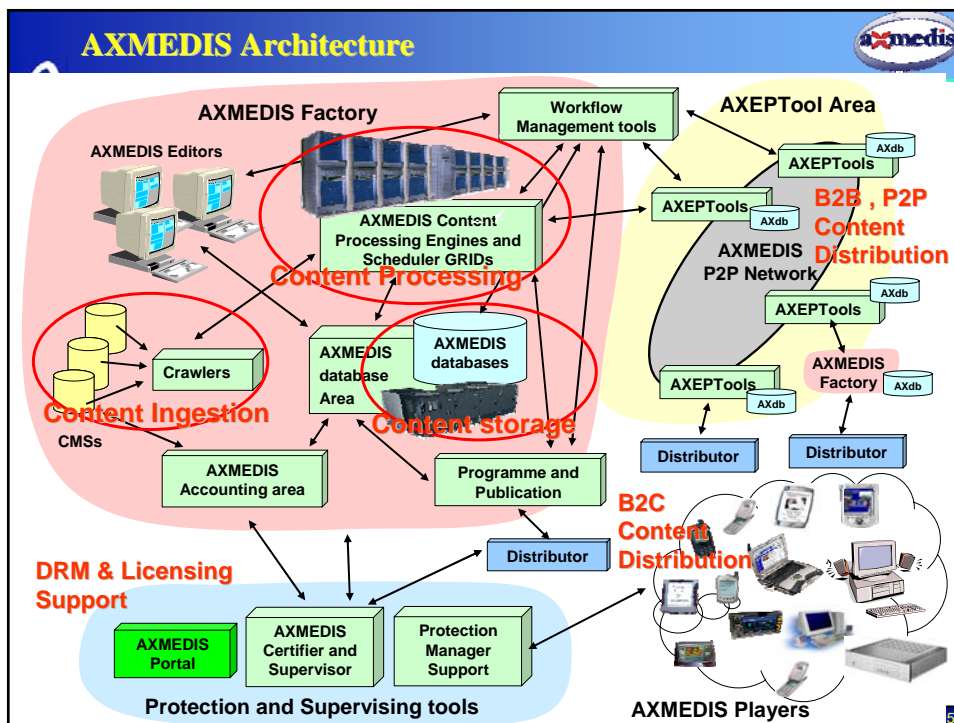 AXMEDIS Architecture
axmedis
AXMEDIS Factory
Workflow
Management tools
AXEPTool Area
AXMEDIS Editors
AXEPTools
AXdb
AXMEDIS Content
Processing Engines and
Scheduler GRIDs
Content Processing
AXEPTools
AXdb
B2B , P2P
Content
Distribution
AXMEDIS
P2P Network
AXEPTools
AXdb
Crawlers
Content Ingestion
CMSs
AXMEDIS
database
Area
AXMEDIS
databases
Content storage
AXEPTools
AXdb
AXMEDIS
Factory
AXdb
Distributor
Distributor
AXMEDIS
Accounting area
Programme and
Publication
B2C
Content
Distribution
Distributor
DRM & Licensing
Support
AXMEDIS
Portal
AXMEDIS
Certifier and
Supervisor
Protection
Manager
Support
Protection and Supervising tools
AXMEDIS Players
5